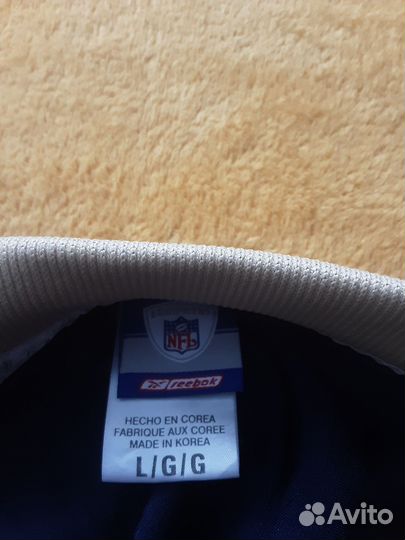 NFL
Reebok
HECHO EN COREA
FABRIQUE AUX COREE
MADE IN KOREA
L/G/G
Avito